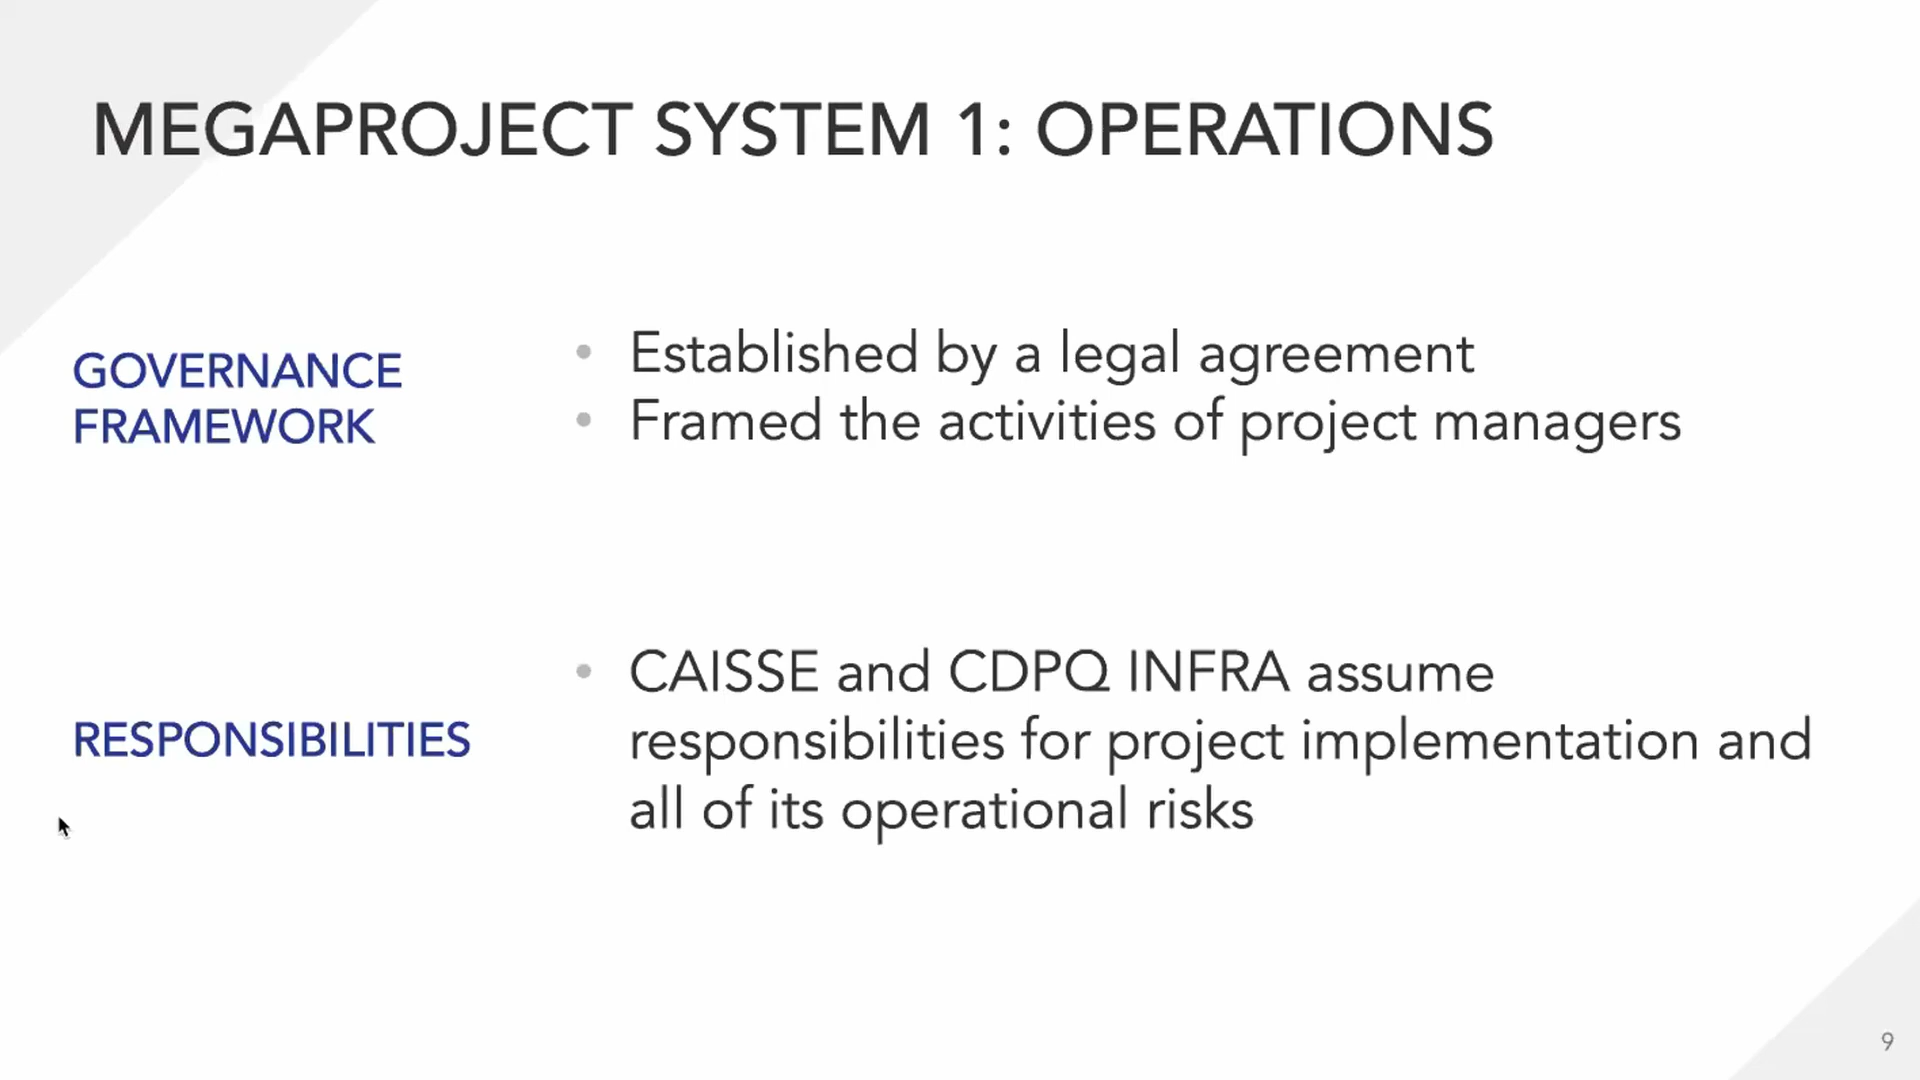 MEGAPROJECT SYSTEM 1: OPERATIONS
GOVERNANCE
FRAMEWORK
• Established by a legal agreement
• Framed the activities of project managers
RESPONSIBILITIES
• CAISSE and CDPQ INFRA assume
responsibilities for project implementation and
all of its operational risks
9